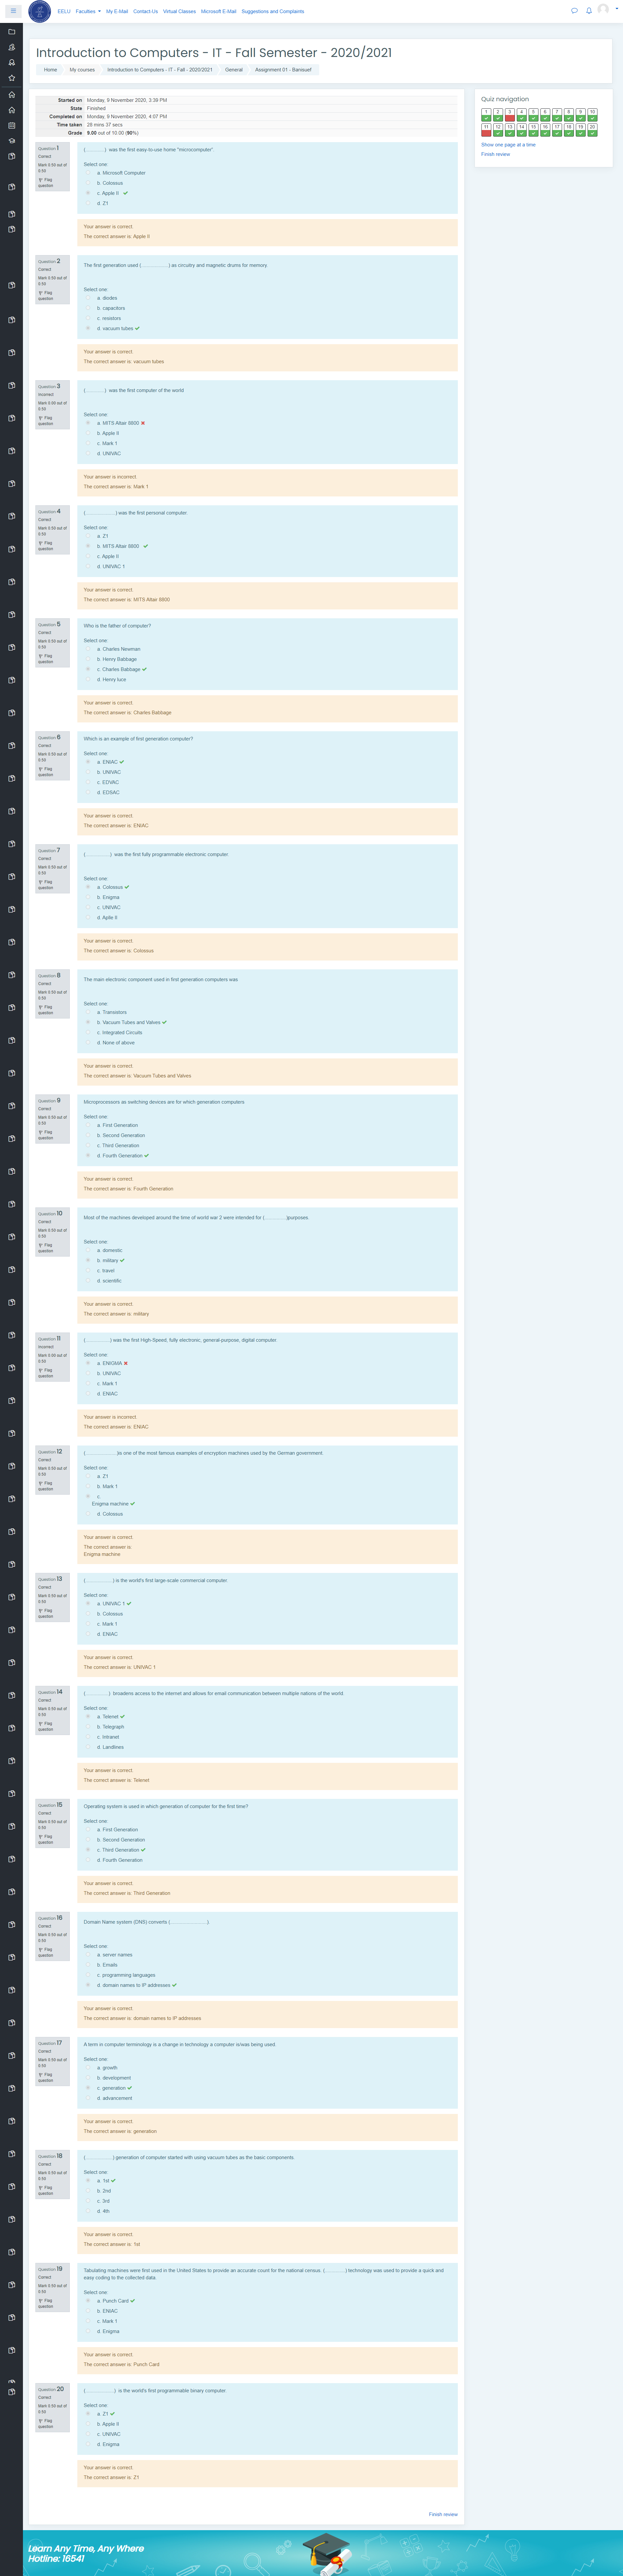 EELU Faculties My E.Mail Contact-Us Virtual Classes Microsoft E-Mail Suggestions and Complaints
Introduction to Computers - IT - Fall Semester - 2020/2021
Home My courses Introduction to Computers - IT - Fall - 2020/2021 General Assignment 01 - Banisuef
Started on Monday, 9 November 2020, 3:39 PM
State Finished
Completed on Monday, 9 November 2020, 4:07 PM
Time taken 28 mins 37 secs
Grade 9.00 out of 10.00 (90%)
Quiz navigation
1 2 3 4 5 6 7 8 9 10
11 12 13 14 15 16 17 18 19 20
Show one page at a time
Finish review
Question 1
Correct
Mark 0.50 out of 0.50
Flag question
(.............) was the first easy-to-use home "microcomputer".
Select one:
a. Microsoft Computer
b. Colossus
c. Apple II
d. Z1
Your answer is correct.
The correct answer is: Apple II
Question 2
Correct
Mark 0.50 out of 0.50
Flag question
The first generation used (....................) as circuitry and magnetic drums for memory.
Select one:
a. diodes
b. capacitors
c. resistors
d. vacuum tubes
Your answer is correct.
The correct answer is: vacuum tubes
Question 3
Incorrect
Mark 0.00 out of 0.50
Flag question
(.............) was the first computer of the world
Select one:
a. MITS Altair 8800
b. Apple II
c. Mark 1
d. UNIVAC
Your answer is incorrect.
The correct answer is: Mark 1
Question 4
Correct
Mark 0.50 out of 0.50
Flag question
(.....................) was the first personal computer.
Select one:
a. Z1
b. MITS Altair 8800
c. Apple II
d. UNIVAC 1
Your answer is correct.
The correct answer is: MITS Altair 8800
Question 5
Correct
Mark 0.50 out of 0.50
Flag question
Who is the father of computer?
Select one:
a. Charles Newman
b. Henry Babbage
c. Charles Babbage
d. Henry luce
Your answer is correct.
The correct answer is: Charles Babbage
Question 6
Correct
Mark 0.50 out of 0.50
Flag question
Which is an example of first generation computer?
Select one:
a. ENIAC
b. UNIVAC
c. EDVAC
d. EDSAC
Your answer is correct.
The correct answer is: ENIAC
Question 7
Correct
Mark 0.50 out of 0.50
Flag question
(.................) was the first fully programmable electronic computer.
Select one:
a. Colossus
b. Enigma
c. UNIVAC
d. Aplle II
Your answer is correct.
The correct answer is: Colossus
Question 8
Correct
Mark 0.50 out of 0.50
Flag question
The main electronic component used in first generation computers was
Select one:
a. Transistors
b. Vacuum Tubes and Valves
c. Integrated Circuits
d. None of above
Your answer is correct.
The correct answer is: Vacuum Tubes and Valves
Question 9
Correct
Mark 0.50 out of 0.50
Flag question
Microprocessors as switching devices are for which generation computers
Select one:
a. First Generation
b. Second Generation
c. Third Generation
d. Fourth Generation
Your answer is correct.
The correct answer is: Fourth Generation
Question 10
Correct
Mark 0.50 out of 0.50
Flag question
Most of the machines developed around the time of world war 2 were intended for (................)purposes
Select one:
a. domestic
b. military
c. travel
d. scientific
Your answer is correct.
The correct answer is: military
Question 11
Incorrect
Mark 0.00 out of 0.50
Flag question
(.................) was the first High-Speed, fully electronic, general-purpose, digital computer.
Select one:
a. ENIGMA
b. UNIVAC
c. Mark 1
d. ENIAC
Your answer is incorrect.
The correct answer is: ENIAC
Question 12
Correct
Mark 0.50 out of 0.50
Flag question
(......................)is one of the most famous examples of encryption machines used by the German government.
Select one:
a. Z1
b. Mark 1
c.
Enigma machine
d. Colossus
Your answer is correct.
The correct answer is:
Enigma machine
Question 13
Correct
Mark 0.50 out of 0.50
Flag question
(...................) is the world's first large-scale commercial computer.
Select one:
a. UNIVAC 1
b. Colossus
c. Mark 1
d. ENIAC
Your answer is correct.
The correct answer is: UNIVAC 1
Question 14
Correct
Mark 0.50 out of 0.50
Flag question
(................) broadens access to the internet and allows for email communication between multiple nations of the world.
Select one:
a. Telenet
b. Telegraph
c. Intranet
d. Landlines
Your answer is correct.
The correct answer is: Telenet
Question 15
Correct
Mark 0.50 out of 0.50
Flag question
Operating system is used in which generation of computer for the first time?
Select one:
a. First Generation
b. Second Generation
c. Third Generation
d. Fourth Generation
Your answer is correct.
The correct answer is: Third Generation
Question 16
Correct
Mark 0.50 out of 0.50
Flag question
Domain Name system (DNS) converts (..........................).
Select one:
a. server names
b. Emails
c. programming languages
d. domain names to IP addresses
Your answer is correct.
The correct answer is: domain names to IP addresses
Question 17
Correct
Mark 0.50 out of 0.50
Flag question
A term in computer terminology is a change in technology a computer is/was being used.
Select one:
a. growth
b. development
c. generation
d. advancement
Your answer is correct.
The correct answer is: generation
Question 18
Correct
Mark 0.50 out of 0.50
Flag question
(...................) generation of computer started with using vacuum tubes as the basic components.
Select one:
a. 1st
b. 2nd
c. 3rd
d. 4th
Your answer is correct.
The correct answer is: 1st
Question 19
Correct
Mark 0.50 out of 0.50
Flag question
Tabulating machines were first used in the United States to provide an accurate count for the national census. (..............) technology was used to provide a quick and
easy coding to the collected data.
Select one:
a. Punch Card
b. ENIAC
c. Mark 1
d. Enigma
Your answer is correct.
The correct answer is: Punch Card
Question 20
Correct
Mark 0.50 out of 0.50
Flag question
(....................) is the world's first programmable binary computer.
Select one:
a. Z1
b. Apple II
c. UNIVAC
d. Enigma
Your answer is correct.
The correct answer is: Z1
Finish review
Learn Any Time, Any Where
Hotline: 16541